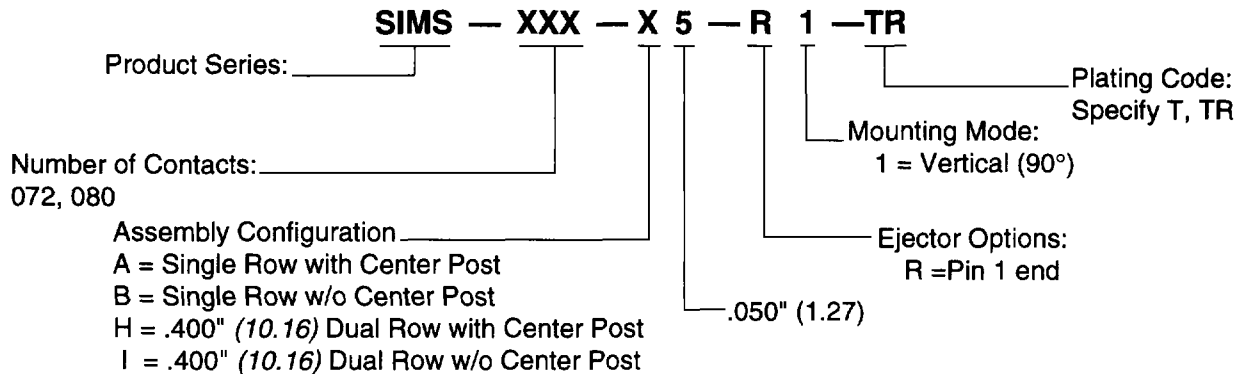 SIMS — XXX — X 5 — R 1 —TR
Product Series:
Plating Code:
Specify T, TR
Mounting Mode:
1 = Vertical (90°)
Number of Contacts:
072, 080
Assembly Configuration
A = Single Row with Center Post
B = Single Row w/o Center Post
H = .400" (10.16) Dual Row with Center Post
I = .400" (10.16) Dual Row w/o Center Post
Ejector Options:
R =Pin 1 end
.050" (1.27)